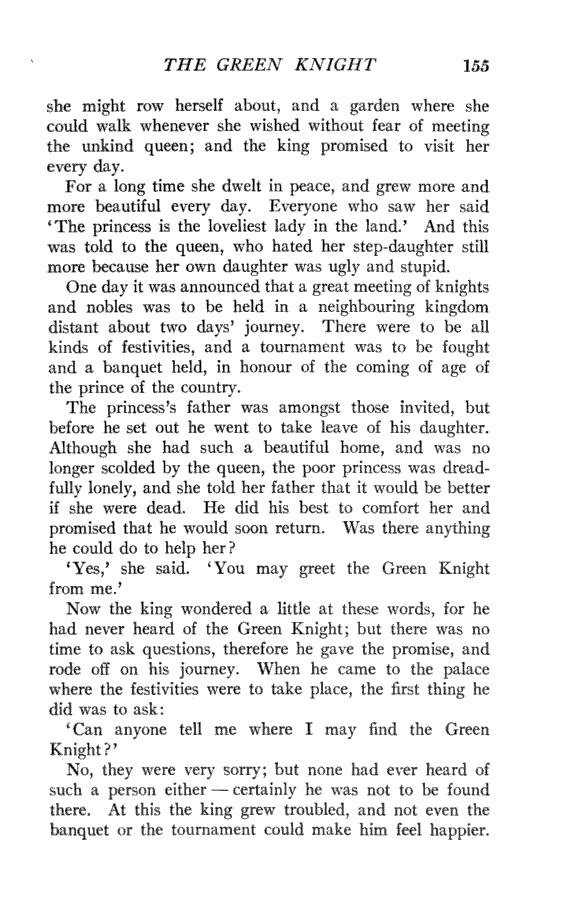 THE GREEN KNIGHT 155
she might row herself about, and a garden where she
could walk whenever she wished without fear of meeting
the unkind queen; and the king promised to visit her
every day.
For a long time she dwelt in peace, and grew more and
more beautiful every day. Everyone who saw her said
‘The princess is the loveliest lady in the land.’ And this
was told to the queen, who hated her step-daughter still
more because her own daughter was ugly and stupid.
One day it was announced that a great meeting of knights
and nobles was to be held in a neighbouring kingdom
distant about two days’ journey. There were to be all
kinds of festivities, and a tournament was to be fought
and a banquet held, in honour of the coming of age of
the prince of the country.
The princess’s father was amongst those invited, but
before he set out he went to take leave of his daughter.
Although she had such a beautiful home, and was no
longer scolded by the queen, the poor princess was dread-
fully lonely, and she told her father that it would be better
if she were dead. He did his best to comfort her and
promised that he would soon return. Was there anything
he could do to help her?
‘Yes,’ she said. ‘You may greet the Green Knight
from me.’
Now the king wondered a little at these words, for he
had never heard of the Green Knight; but there was no
time to ask questions, therefore he gave the promise, and
rode off on his journey. When he came to the palace
where the festivities were to take place, the first thing he
did was to ask:
‘Can anyone tell me where I may find the Green
Knight?’
No, they were very sorry; but none had ever heard of
such a person either — certainly he was not to be found
there. At this the king grew troubled, and not even the
banquet or the tournament could make him feel happier.